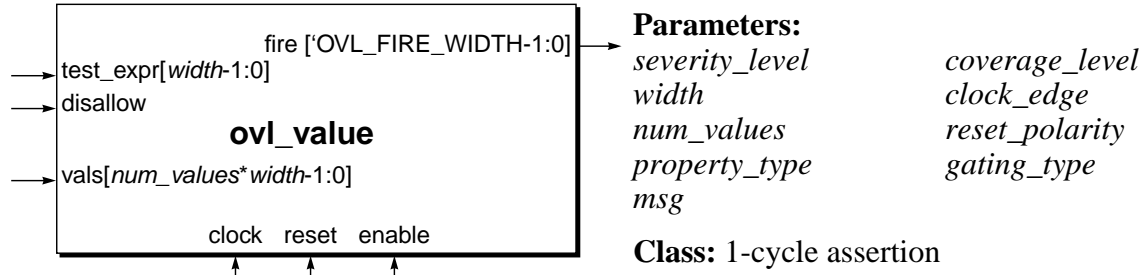 fire [‘OVL_FIRE_WIDTH-1:0]
test_expr[width-1:0]
disallow
ovl_value
vals[num_values*width-1:0]
clock reset enable
Parameters:
severity_level coverage_level
width clock_edge
num_values reset_polarity
property_type gating_type
msg
Class: 1-cycle assertion